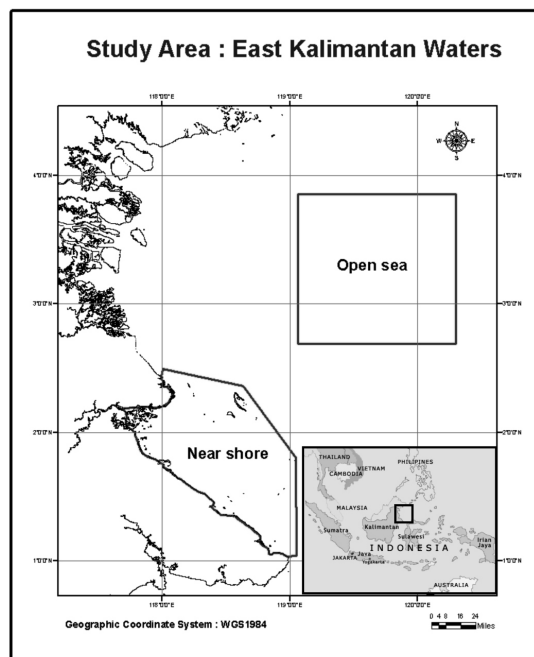 Study Area : East Kalimantan Waters
118°0'0"E 119°0'0"E 120°0'0"E
N
W E
S
4°0'0"N 4°0'0"N
Open sea
3°0'0"N 3°0'0"N
2°0'0"N 2°0'0"N
Near shore
THAILAND
CAMBODIA
VIETNAM
PHILIPINES
MALAYSIA
Kalimantan
Sumatra
Sulawesi
Irian
Jaya
INDONESIA
JAKARTA
Java
Yogyakarta
AUSTRALIA
1°0'0"N 1°0'0"N
118°0'0"E 119°0'0"E 120°0'0"E
Geographic Coordinate System : WGS1984
0 4 8 16 24
Miles